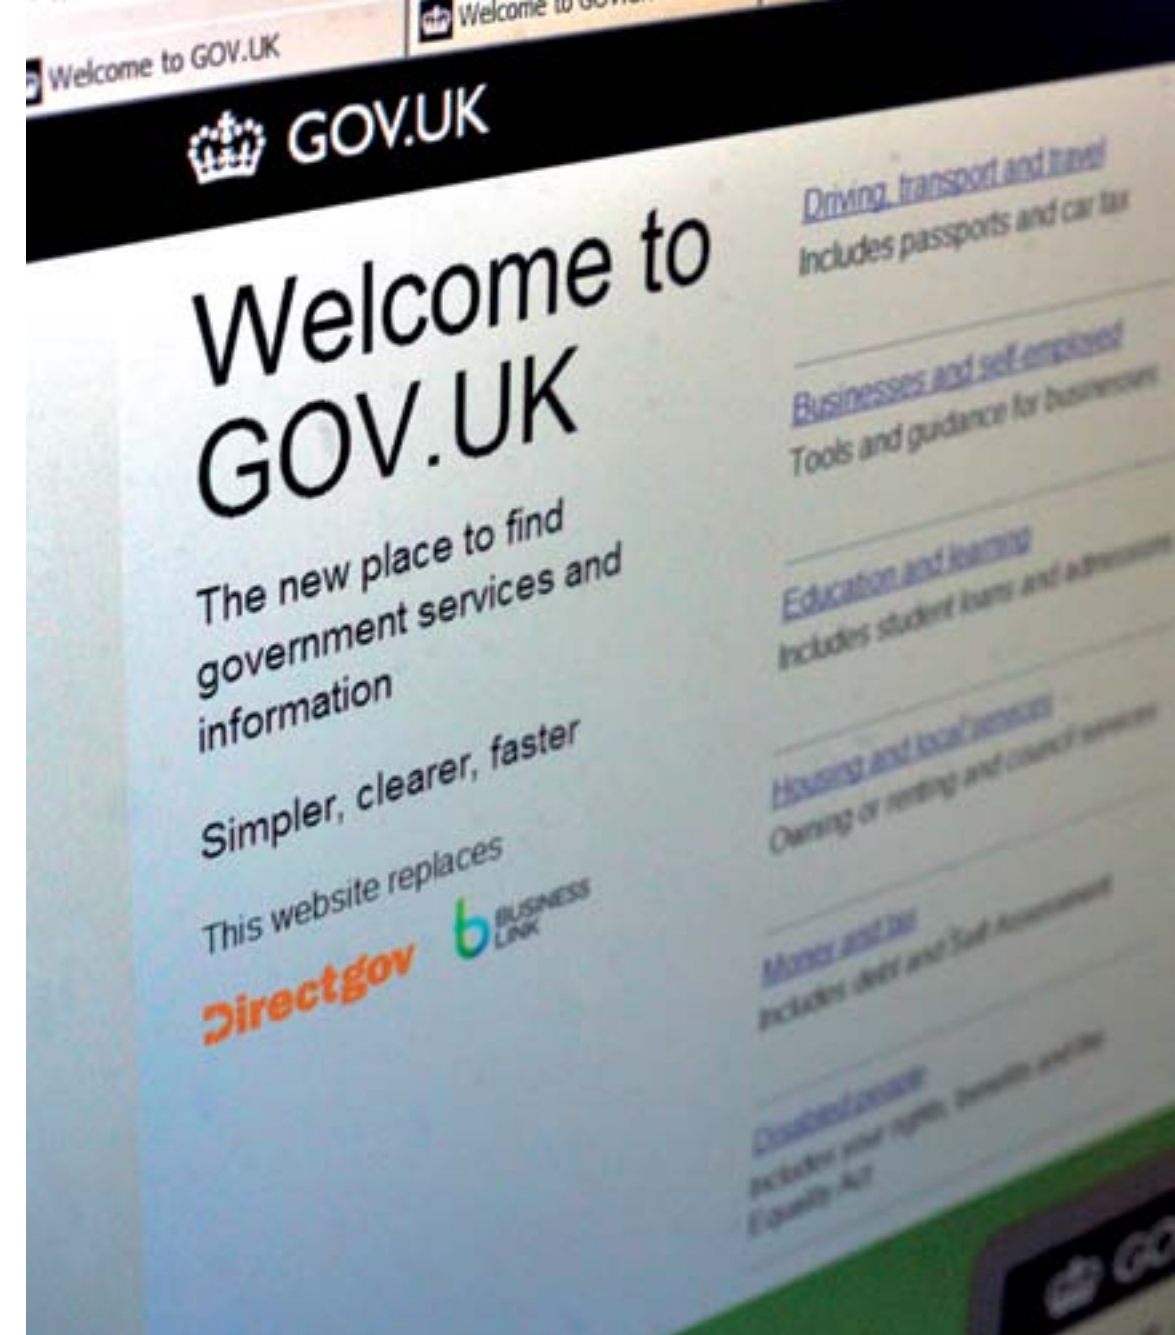 Welcome to GOV.UK
Welcome to GOV.UK
GOV.UK
Welcome to
GOV.UK
The new place to find
government services and
information
Simpler, clearer, faster
This website replaces
Directgov
BUSINESS
LINK
Driving, transport and travel
Includes passports and car tax
Businesses and self-employed
Tools and guidance for businesses
Education and learning
Includes student loans and admissions
Housing and local services
Owning or renting and council services
Money and tax
Includes debt and Self Assessment
Disabled people
Includes your rights, benefits and the
Equality Act
GO